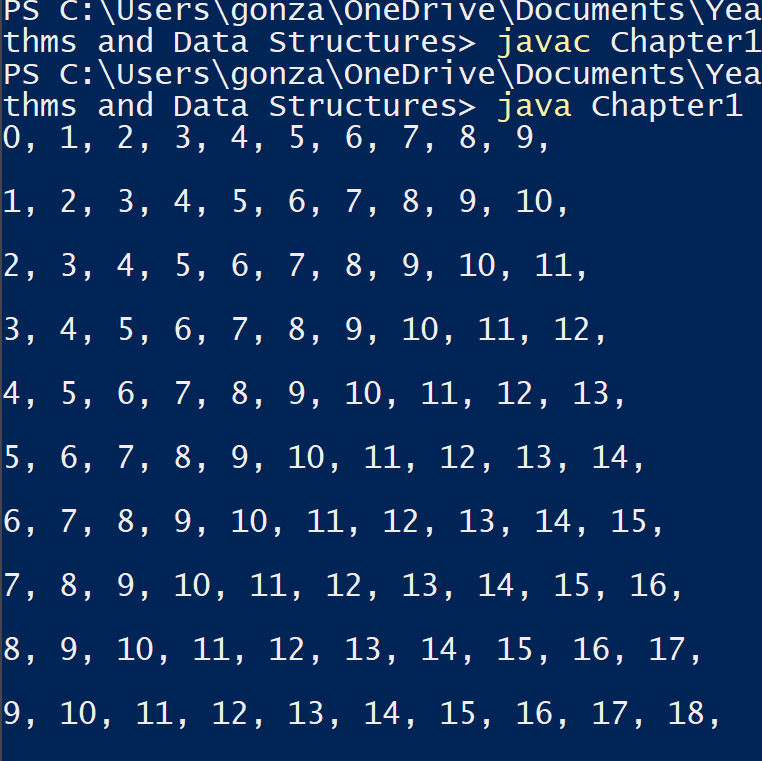 PS C:\Users\gonza\OneDrive\Documents\Yea
thms and Data Structures> javac Chapter1
PS C:\Users\gonza\OneDrive\Documents\Yea
thms and Data Structures> java Chapter1
0, 1, 2, 3, 4, 5, 6, 7, 8, 9,
1, 2, 3, 4, 5, 6, 7, 8, 9, 10,
2, 3, 4, 5, 6, 7, 8, 9, 10, 11,
3, 4, 5, 6, 7, 8, 9, 10, 11, 12,
4, 5, 6, 7, 8, 9, 10, 11, 12, 13,
5, 6, 7, 8, 9, 10, 11, 12, 13, 14,
6, 7, 8, 9, 10, 11, 12, 13, 14, 15,
7, 8, 9, 10, 11, 12, 13, 14, 15, 16,
8, 9, 10, 11, 12, 13, 14, 15, 16, 17,
9, 10, 11, 12, 13, 14, 15, 16, 17, 18,